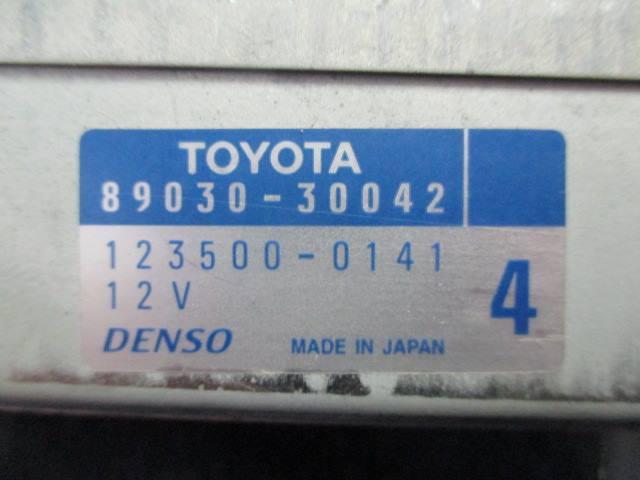 TOYOTA
89030-30042
123500-0141
12V
4
DENSO MADE IN JAPAN